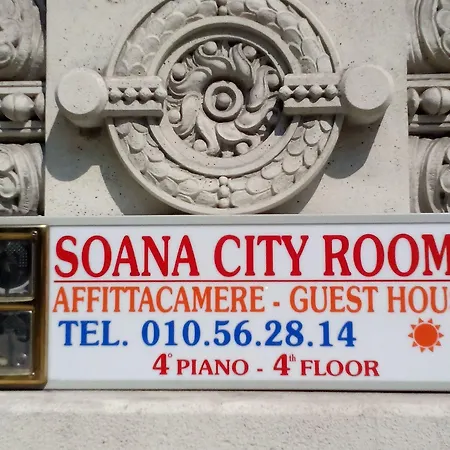 SOANA CITY ROOM
AFFITTACAMERE - GUEST HOU
TEL. 010.56.28.14
4° PIANO - 4th FLOOR